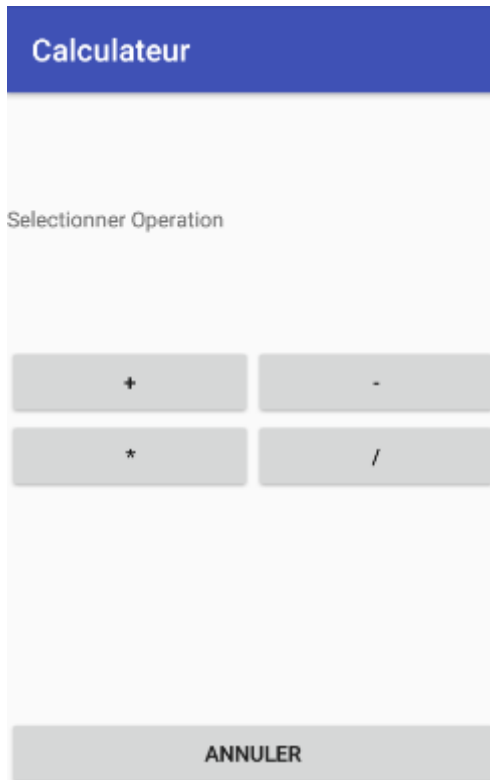 Calculateur
Selectionner Operation
+ -
* /
ANNULER